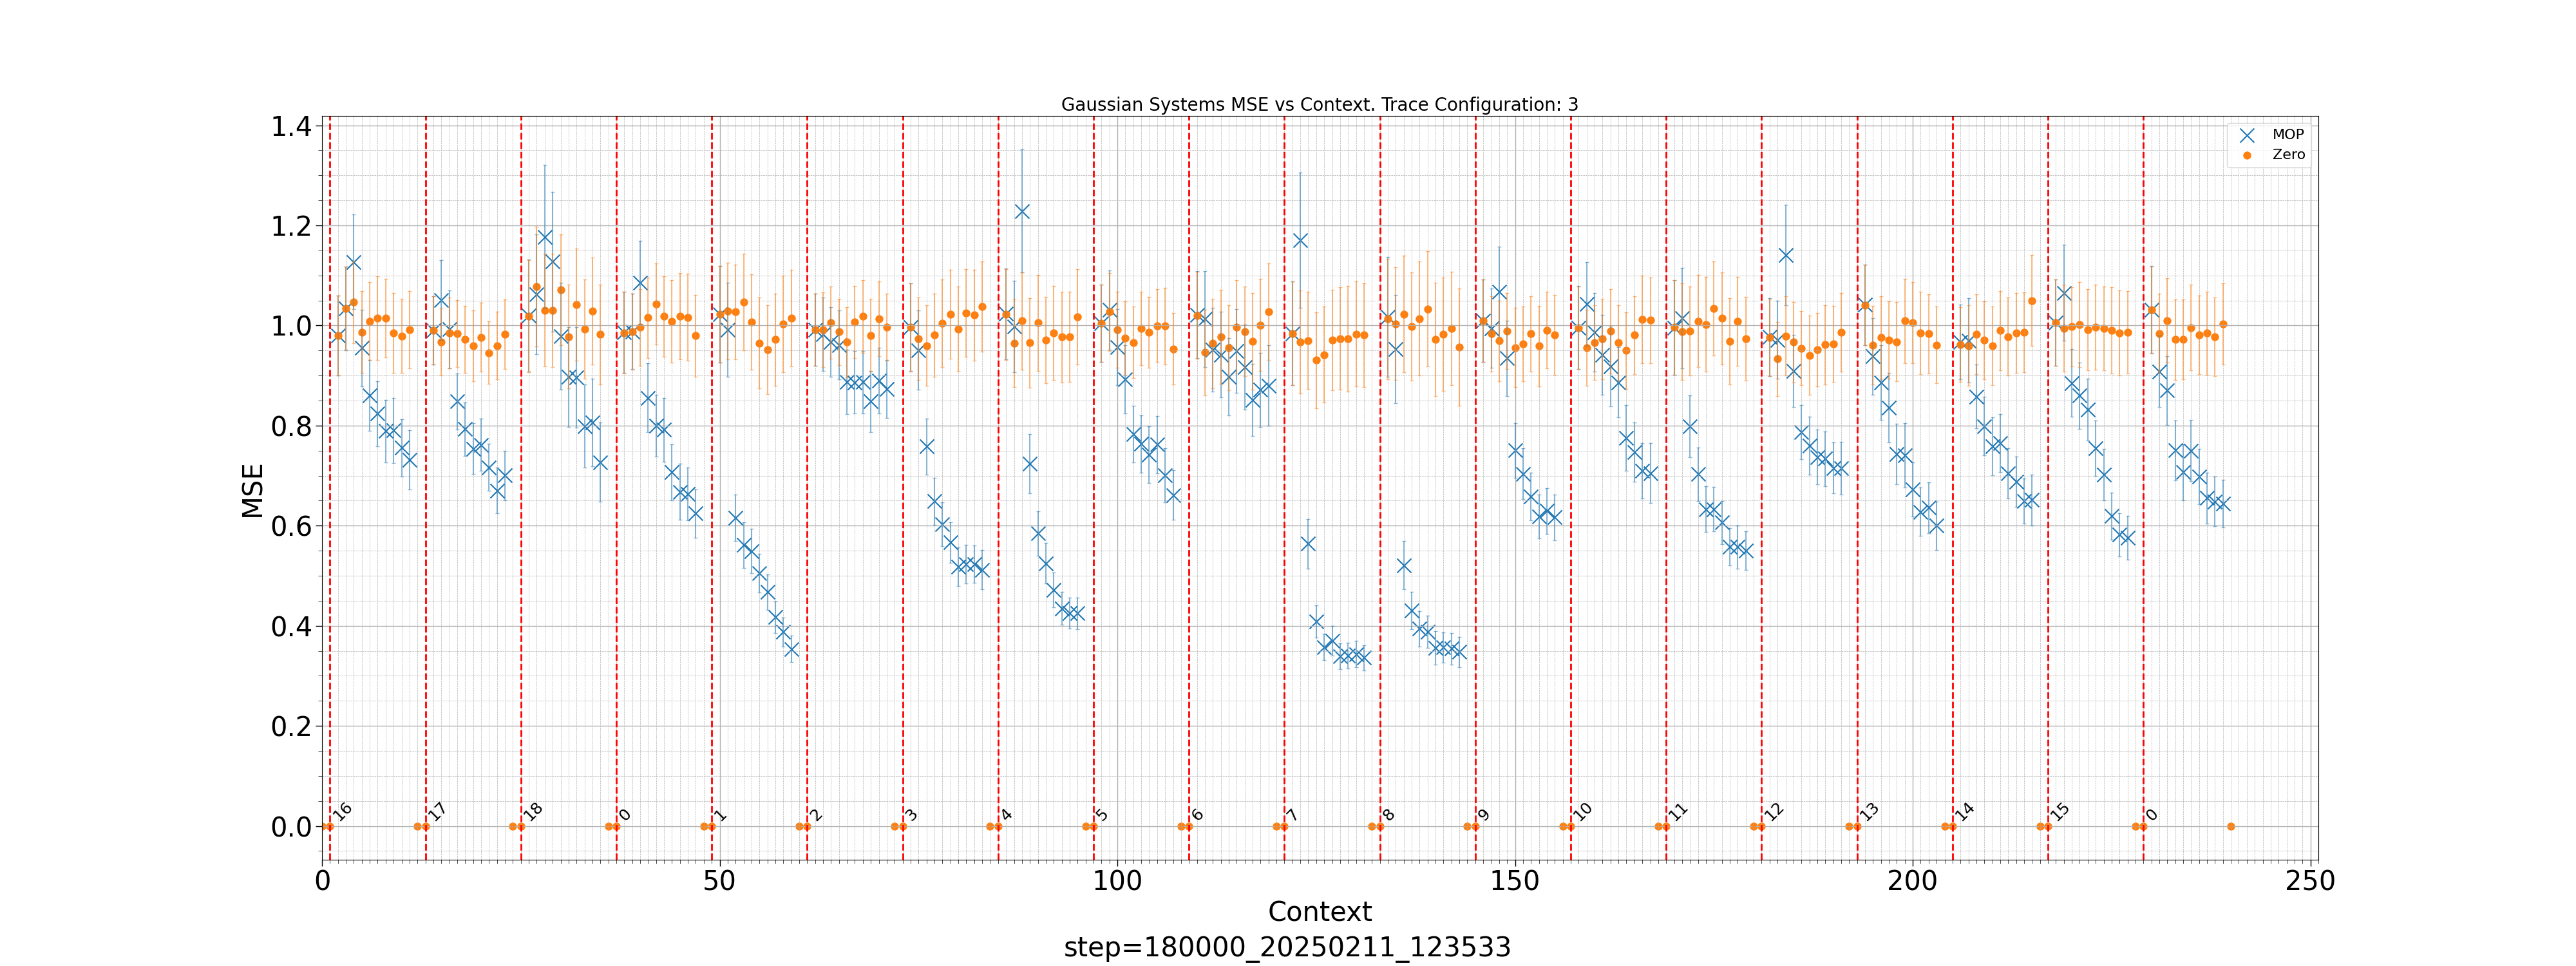 Gaussian Systems MSE vs Context. Trace Configuration: 3
MOP
Zero
MSE
1.4
1.2
1.0
0.8
0.6
0.4
0.2
0.0
16 17 18 0 1 2 3 4 5 6 7 8 9 10 11 12 13 14 15 0
0 50 100 150 200 250
Context
step=180000_20250211_123533